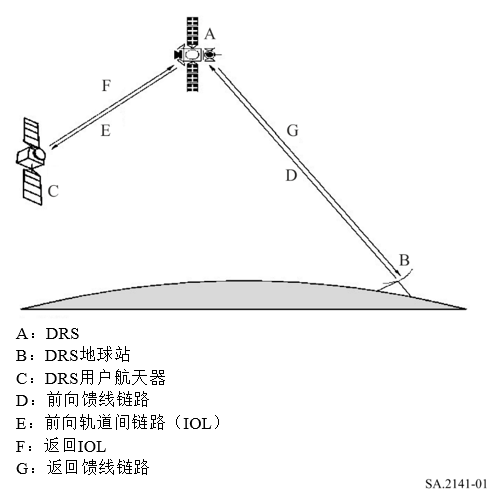 A
F
E
G
D
C
B
A：DRS
B：DRS地球站
C：DRS用户航天器
D：前向馈线链路
E：前向轨道间链路（IOL）
F：返回IOL
G：返回馈线链路
SA.2141-01